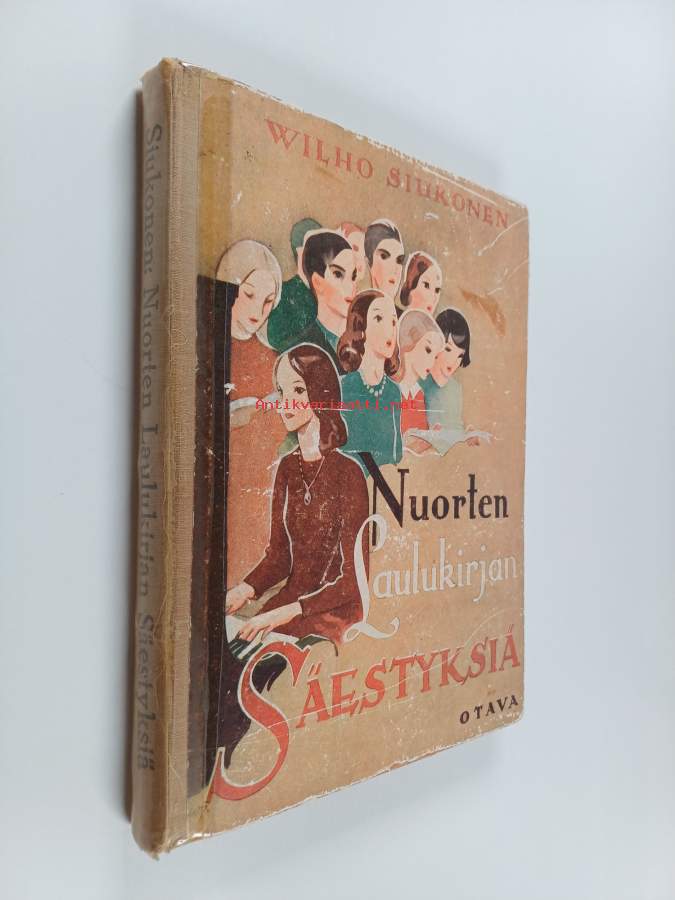 Siukonen: Nuorten Laulukirjan Säestyksiä
WILHO SIUKONEN
Antikvariaatti.net
Nuorten
Laulukirjan
SÄESTYKSIÄ
OTAVA